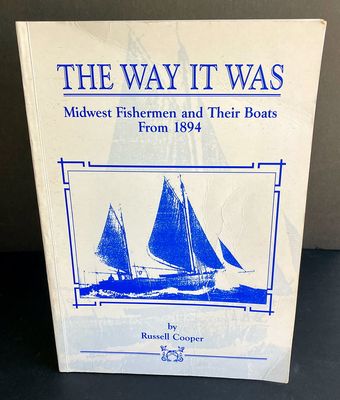 THE WAY IT WAS
Midwest Fishermen and Their Boats
From 1894
by
Russell Cooper